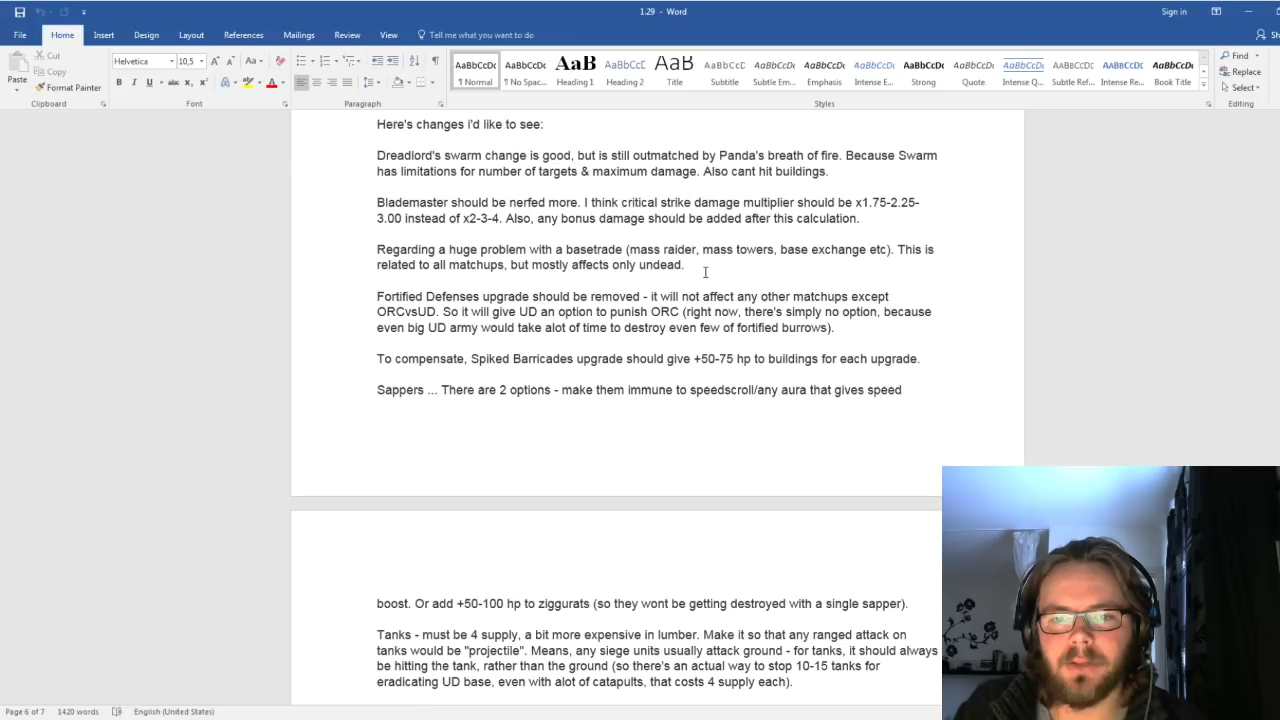 1.29 - Word
Sign in
File Home Insert Design Layout References Mailings Review View Tell me what you want to do Sh
Cut
Copy
Format Painter
Paste
Clipboard
Helvetica 10,5
Font
Paragraph
AaBbCcDc AaBbCcDc AaBbC AaBbCcDc AaB AaBbCcDc AaBbCcDc AaBbCcDc AaBbCcDc AaBbCcDc AaBbCcDc AaBbCcDc AaBbCcDc AaBbCcDc AaBbCcDc
¶ Normal ¶ No Spac... Heading 1 Heading 2 Title Subtitle Subtle Em... Emphasis Intense E... Strong Quote Intense Q... Subtle Ref... Intense Re... Book Title
Styles
Find
Replace
Select
Editing
Here's changes i'd like to see:
Dreadlord's swarm change is good, but is still outmatched by Panda's breath of fire. Because Swarm
has limitations for number of targets & maximum damage. Also cant hit buildings.
Blademaster should be nerfed more. I think critical strike damage multiplier should be x1.75-2.25-
3.00 instead of x2-3-4. Also, any bonus damage should be added after this calculation.
Regarding a huge problem with a basetrade (mass raider, mass towers, base exchange etc). This is
related to all matchups, but mostly affects only undead.
Fortified Defenses upgrade should be removed - it will not affect any other matchups except
ORCvsUD. So it will give UD an option to punish ORC (right now, there's simply no option, because
even big UD army would take alot of time to destroy even few of fortified burrows).
To compensate, Spiked Barricades upgrade should give +50-75 hp to buildings for each upgrade.
Sappers ... There are 2 options - make them immune to speedscroll/any aura that gives speed
boost. Or add +50-100 hp to ziggurats (so they wont be getting destroyed with a single sapper).
Tanks - must be 4 supply, a bit more expensive in lumber. Make it so that any ranged attack on
tanks would be "projectile". Means, any siege units usually attack ground - for tanks, it should always
be hitting the tank, rather than the ground (so there's an actual way to stop 10-15 tanks for
eradicating UD base, even with alot of catapults, that costs 4 supply each).
Page 6 of 7 1420 words English (United States)